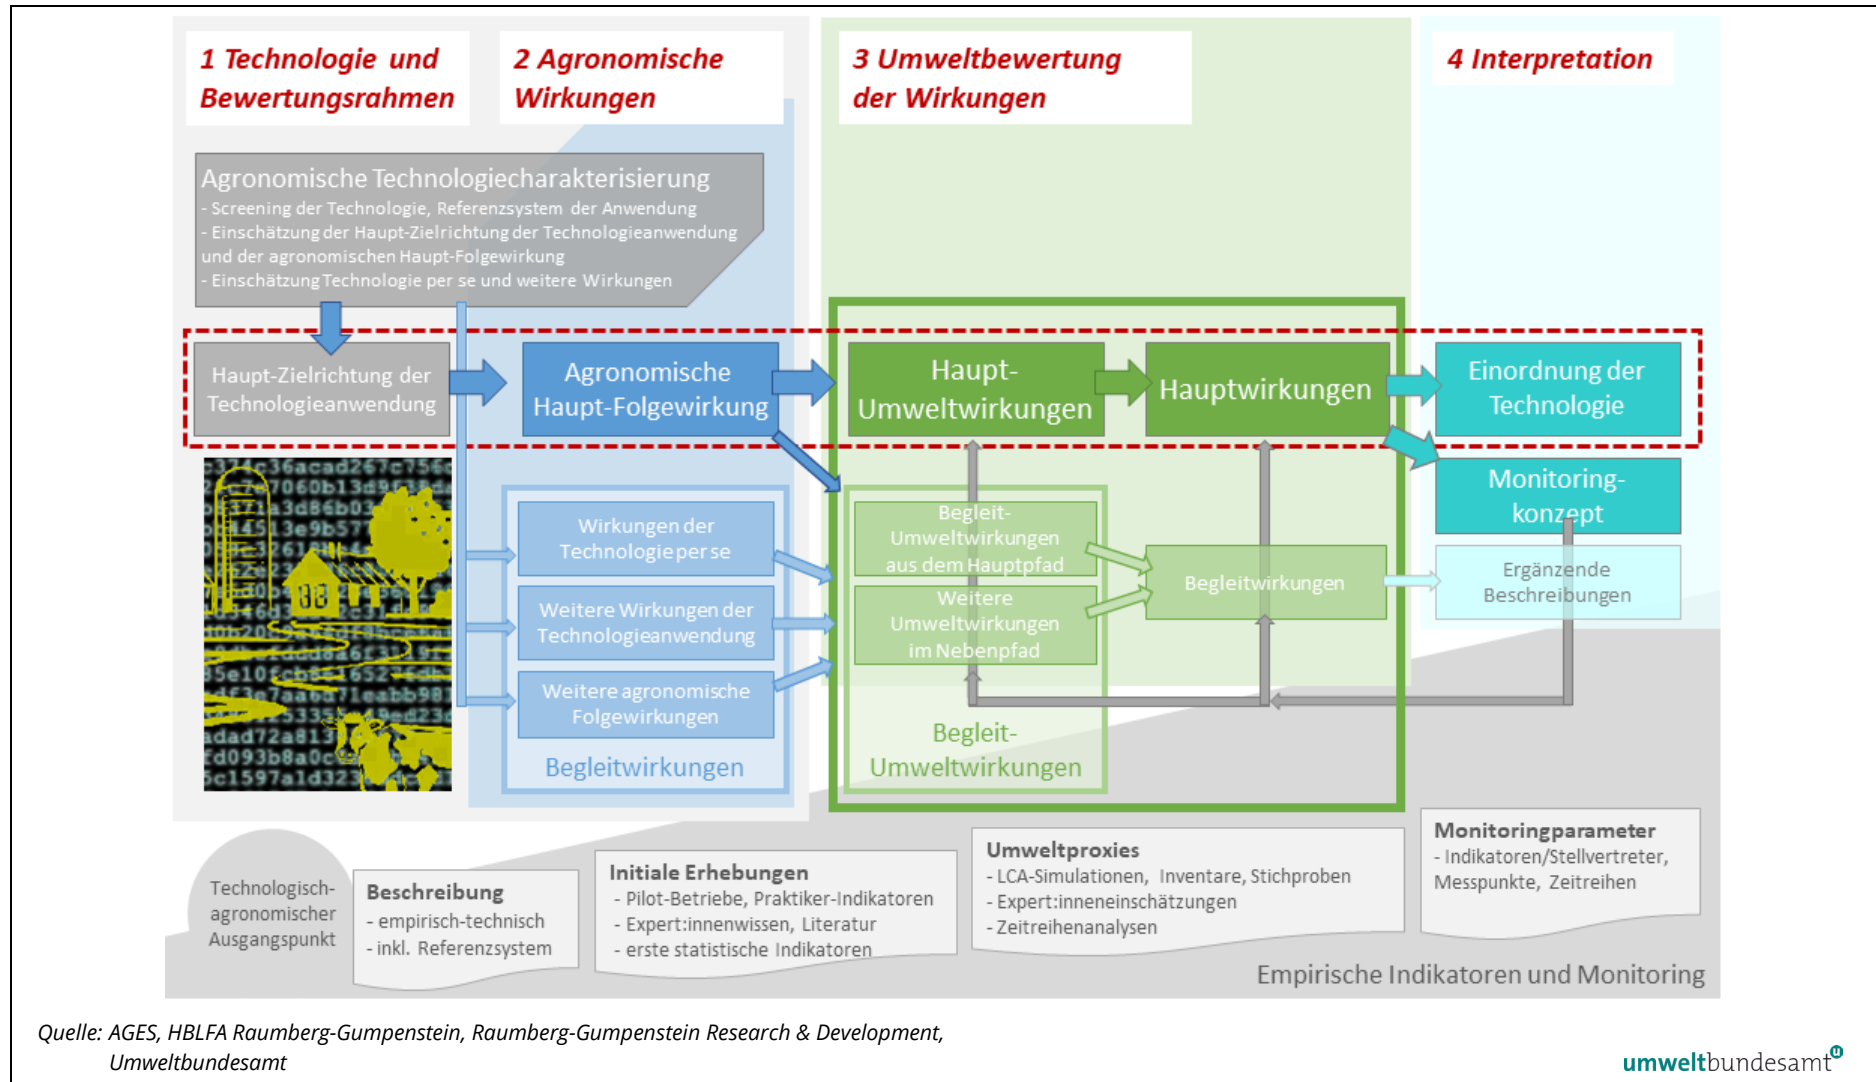 1 Technologie und
Bewertungsrahmen
2 Agronomische
Wirkungen
3 Umweltbewertung
der Wirkungen
4 Interpretation
Agronomische Technologiecharakterisierung
- Screening der Technologie, Referenzsystem der Anwendung
- Einschätzung der Haupt-Zielrichtung der Technologieanwendung
und der agronomischen Haupt-Folgewirkung
- Einschätzung Technologie per se und weitere Wirkungen
Haupt-Zielrichtung der
Technologieanwendung
Agronomische
Haupt-Folgewirkung
Haupt-
Umweltwirkungen
Hauptwirkungen
Einordnung der
Technologie
Monitoring-
konzept
Wirkungen der
Technologie per se
Weitere Wirkungen der
Technologieanwendung
Weitere agronomische
Folgewirkungen
Begleitwirkungen
Begleit-
Umweltwirkungen
aus dem Hauptpfad
Weitere
Umweltwirkungen
im Nebenpfad
Begleit-
Umweltwirkungen
Begleitwirkungen
Ergänzende
Beschreibungen
Technologisch-
agronomischer
Ausgangspunkt
Beschreibung
- empirisch-technisch
- inkl. Referenzsystem
Initiale Erhebungen
- Pilot-Betriebe, Praktiker-Indikatoren
- Expert:innenwissen, Literatur
- erste statistische Indikatoren
Umweltproxies
- LCA-Simulationen, Inventare, Stichproben
- Expert:inneneinschätzungen
- Zeitreihenanalysen
Monitoringparameter
- Indikatoren/Stellvertreter,
Messpunkte, Zeitreihen
Empirische Indikatoren und Monitoring
Quelle: AGES, HBLFA Raumberg-Gumpenstein, Raumberg-Gumpenstein Research & Development,
Umweltbundesamt
umweltbundesamt